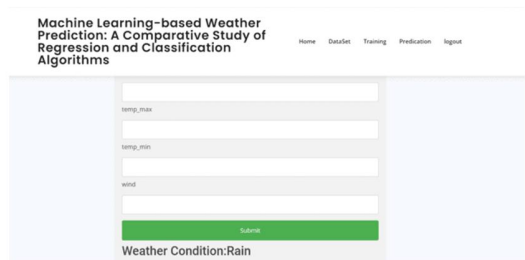 Machine Learning-based Weather
Prediction: A Comparative Study of
Regression and Classification
Algorithms
Home DataSet Training Predication logout
temp_max
temp_min
wind
Submit
Weather Condition:Rain